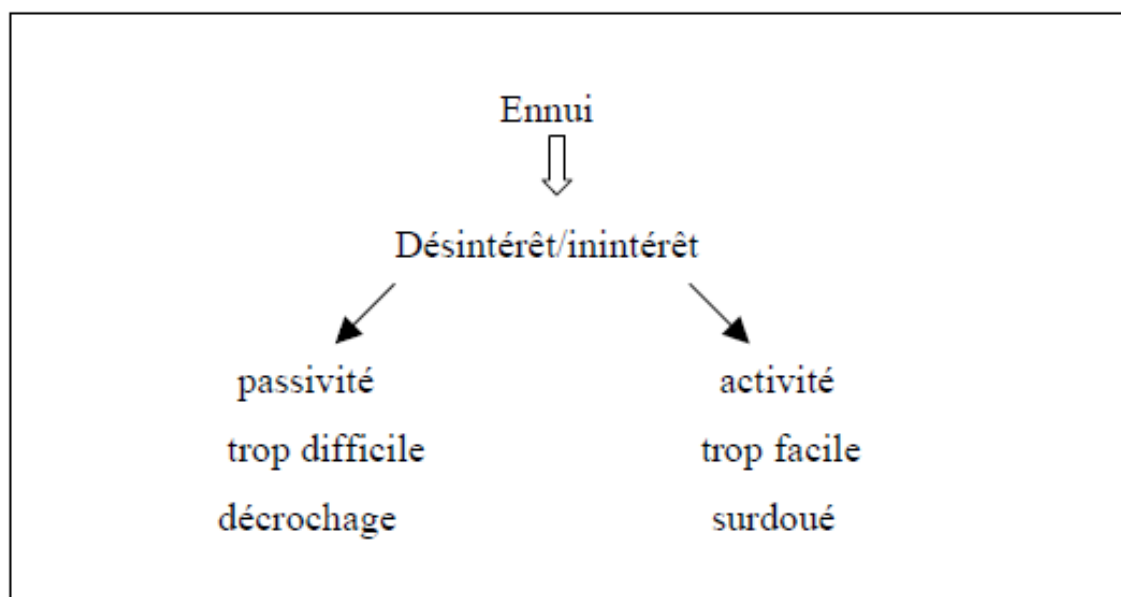 Ennui
Désintérêt/inintérêt
passivité activité
trop difficile trop facile
décrochage surdoué